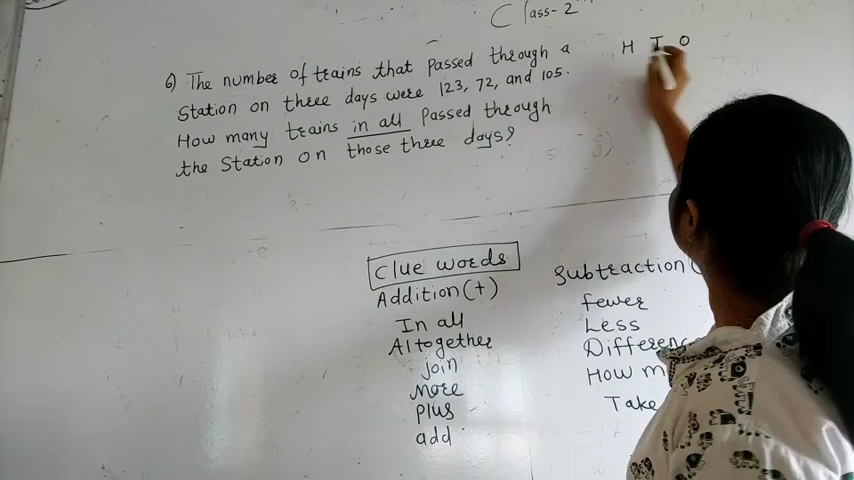 Class-2
H T O
6) The number of trains that passed through a
Station on three days were 123, 72, and 105.
How many trains in all passed through
the Station on those three days?
Clue words
Addition (+)
In all
Altogether
join
More
plus
add
Subtraction (
fewer
Less
Differenc
How m
Take